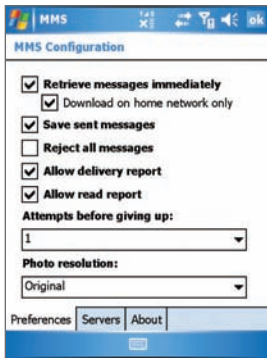 MMS
ok
MMS Configuration
Retrieve messages immediately
Download on home network only
Save sent messages
Reject all messages
Allow delivery report
Allow read report
Attempts before giving up:
1
Photo resolution:
Original
Preferences Servers About